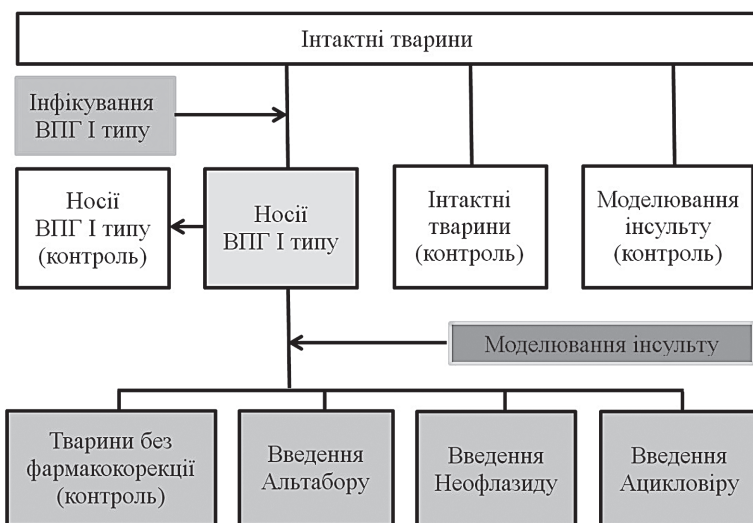 Інтактні тварини
Інфікування
ВПГ І типу
Носії
ВПГ І типу
(контроль)
Носії
ВПГ І типу
Інтактні
тварини
(контроль)
Моделювання
інсульту
(контроль)
Моделювання інсульту
Тварини без
фармакокорекції
(контроль)
Введення
Альтабору
Введення
Неофлазиду
Введення
Ацикловіру